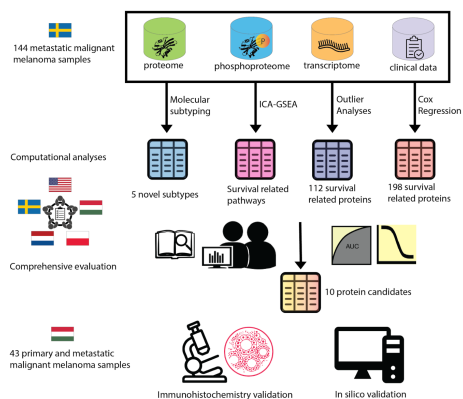 144 metastatic malignant
melanoma samples
proteome
P
phosphoproteome
transcriptome
clinical data
Molecular
subtyping
ICA-GSEA
Outlier
Analyses
Cox
Regression
Computational analyses
5 novel subtypes
Survival related
pathways
112 survival
related proteins
198 survival
related proteins
Comprehensive evaluation
AUC
10 protein candidates
43 primary and metastatic
malignant melanoma samples
Immunohistochemistry validation
In silico validation